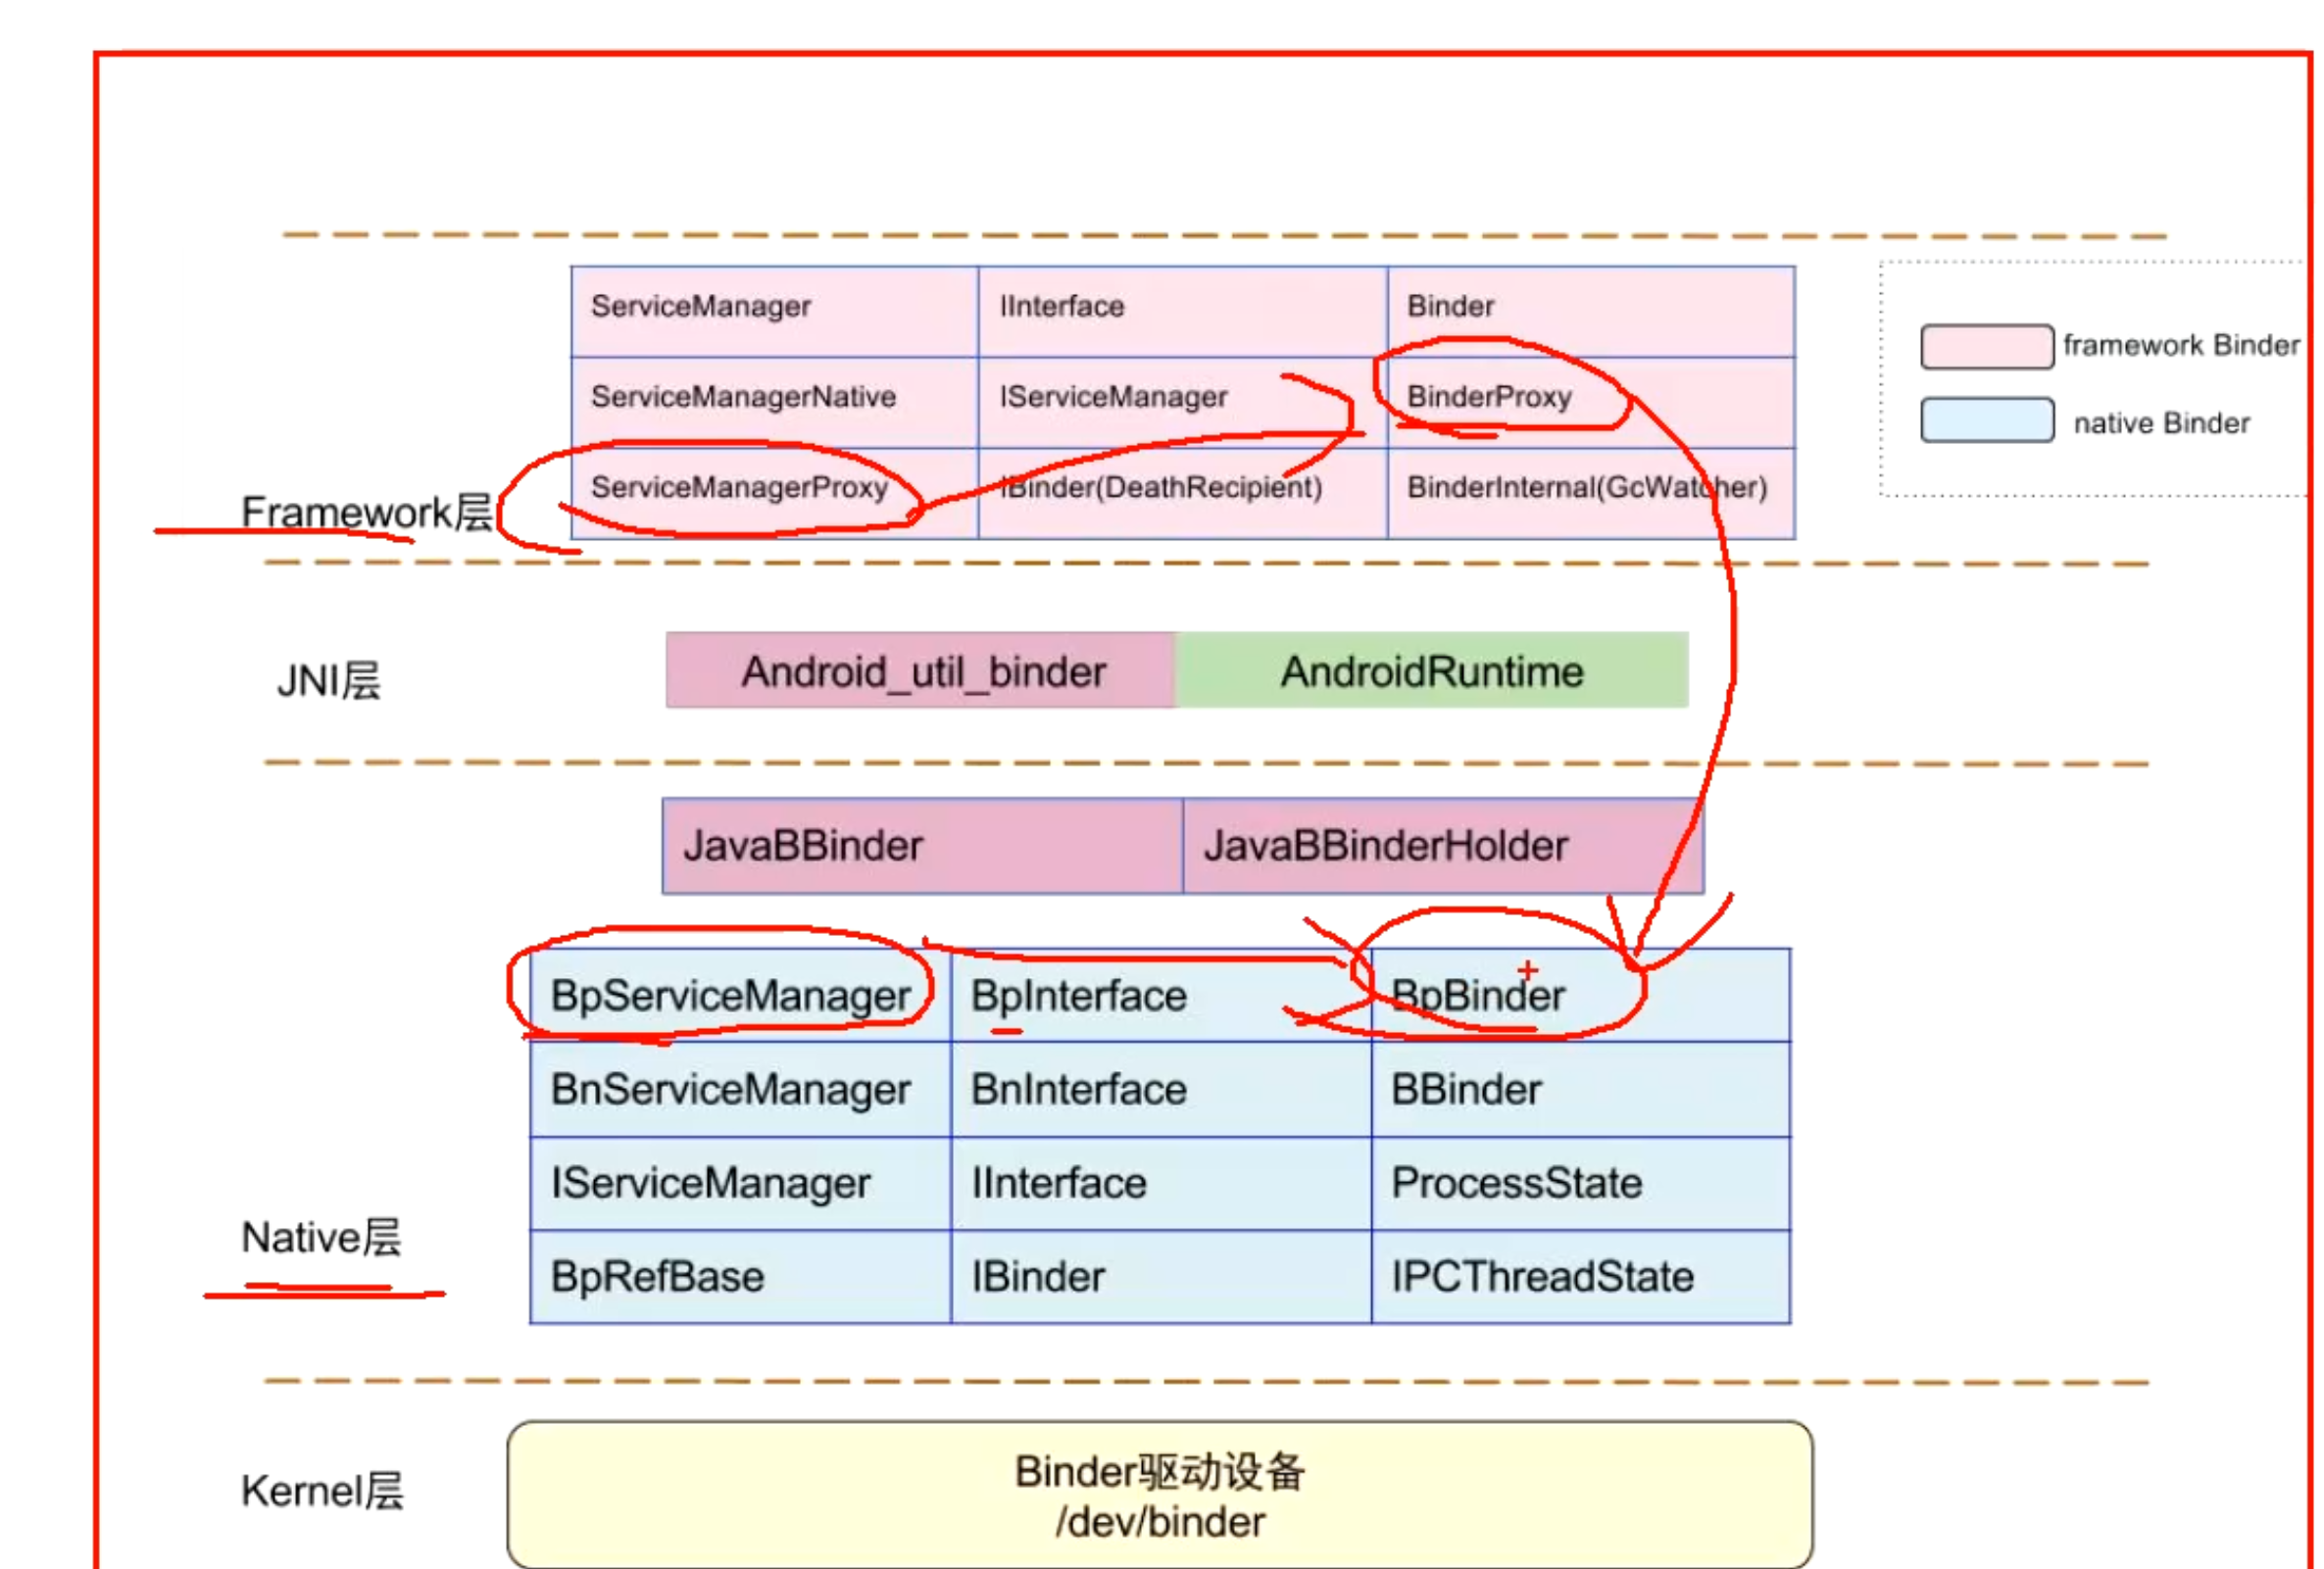 ServiceManager IInterface Binder
framework Binder
ServiceManagerNative IServiceManager BinderProxy
native Binder
ServiceManagerProxy IBinder(DeathRecipient) BinderInternal(GcWatcher)
Framework层
JNI层 Android_util_binder AndroidRuntime
JavaBBinder JavaBBinderHolder
BpServiceManager BpInterface BpBinder
BnServiceManager BnInterface BBinder
IServiceManager IInterface ProcessState
Native层
BpRefBase IBinder IPCThreadState
Kernel层
Binder驱动设备
/dev/binder